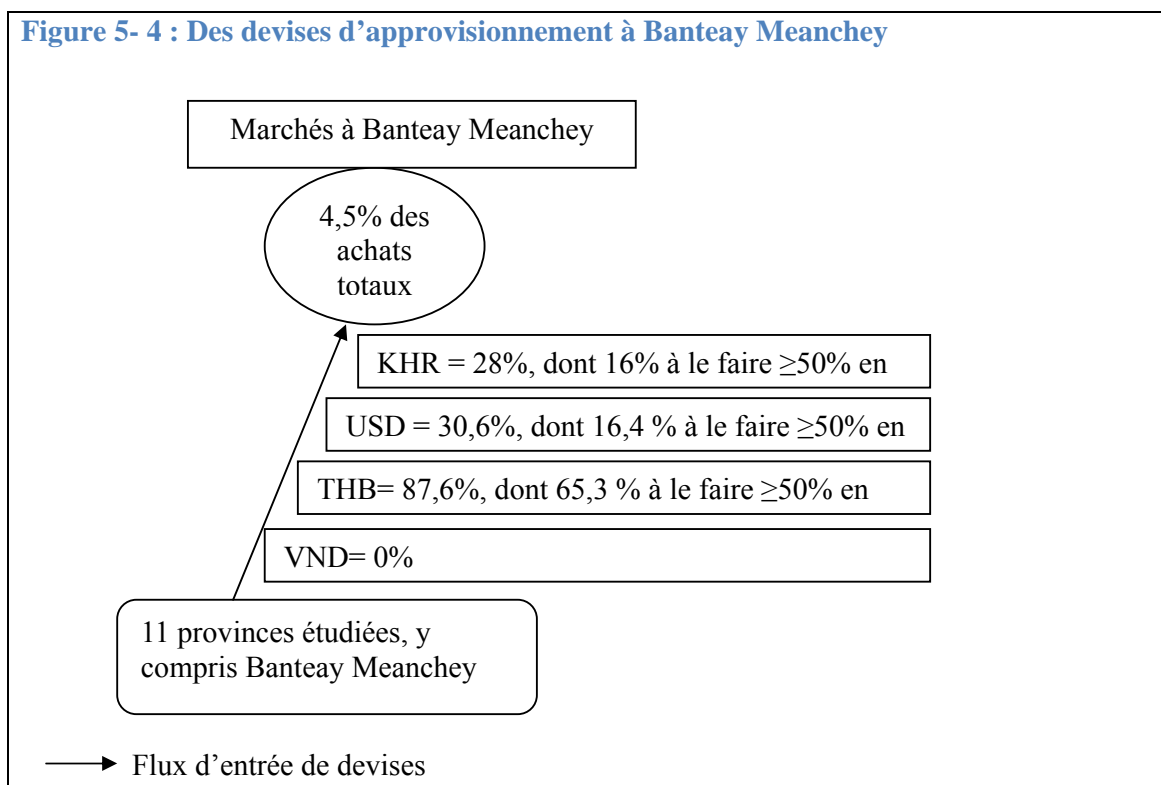 Figure 5- 4 : Des devises d’approvisionnement à Banteay Meanchey
Marchés à Banteay Meanchey
4,5% des
achats
totaux
KHR = 28%, dont 16% à le faire ≥50% en
USD = 30,6%, dont 16,4 % à le faire ≥50% en
THB= 87,6%, dont 65,3 % à le faire ≥50% en
VND= 0%
11 provinces étudiées, y
compris Banteay Meanchey
Flux d’entrée de devises